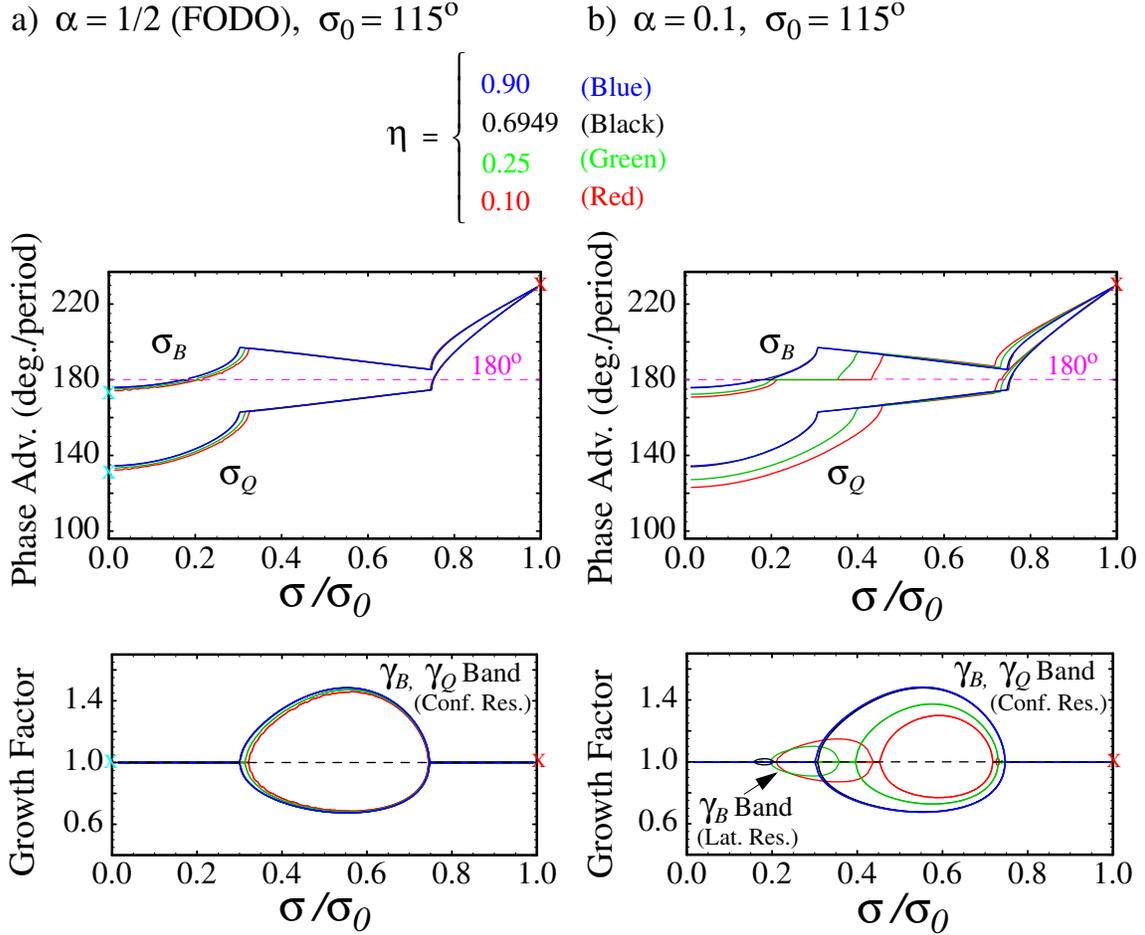 a) α = 1/2 (FODO), σ0 = 115°
b) α = 0.1, σ0 = 115°
η =
0.90 (Blue)
0.6949 (Black)
0.25 (Green)
0.10 (Red)
Phase Adv. (deg./period)
220
180
140
100
σB
σQ
180°
X
X
X
0.0 0.2 0.4 0.6 0.8 1.0
σ/σ0
Phase Adv. (deg./period)
220
180
140
100
σB
σQ
180°
X
0.0 0.2 0.4 0.6 0.8 1.0
σ/σ0
Growth Factor
1.4
1.0
0.6
γB, γQ Band
(Conf. Res.)
X
X
0.0 0.2 0.4 0.6 0.8 1.0
σ/σ0
Growth Factor
1.4
1.0
0.6
γB, γQ Band
(Conf. Res.)
γB Band
(Lat. Res.)
X
0.0 0.2 0.4 0.6 0.8 1.0
σ/σ0